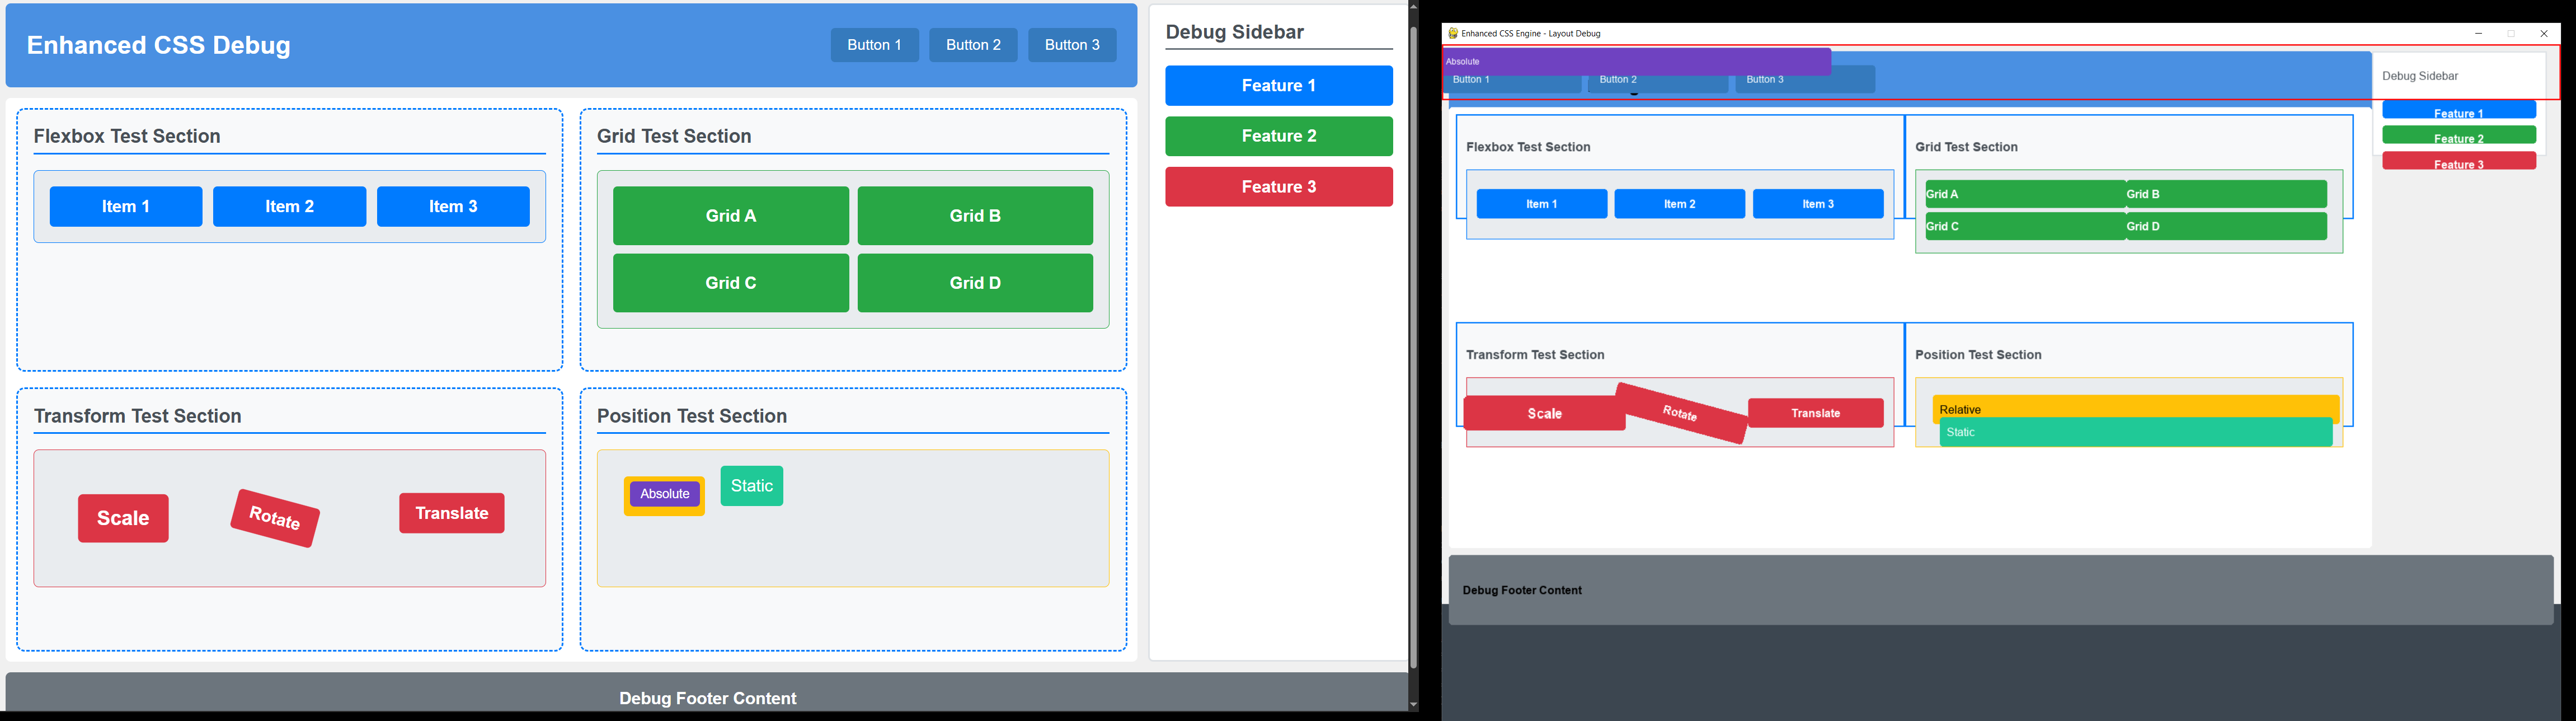 Enhanced CSS Debug
Button 1 Button 2 Button 3
Flexbox Test Section
Item 1 Item 2 Item 3
Grid Test Section
Grid A Grid B
Grid C Grid D
Transform Test Section
Scale Rotate Translate
Position Test Section
Absolute Static
Debug Sidebar
Feature 1
Feature 2
Feature 3
Debug Footer Content
Enhanced CSS Engine - Layout Debug
Absolute
Button 1 Button 2 Button 3
Debug Sidebar
Feature 1
Feature 2
Feature 3
Flexbox Test Section
Item 1 Item 2 Item 3
Grid Test Section
Grid A Grid B
Grid C Grid D
Transform Test Section
Scale Rotate Translate
Position Test Section
Relative
Static
Debug Footer Content